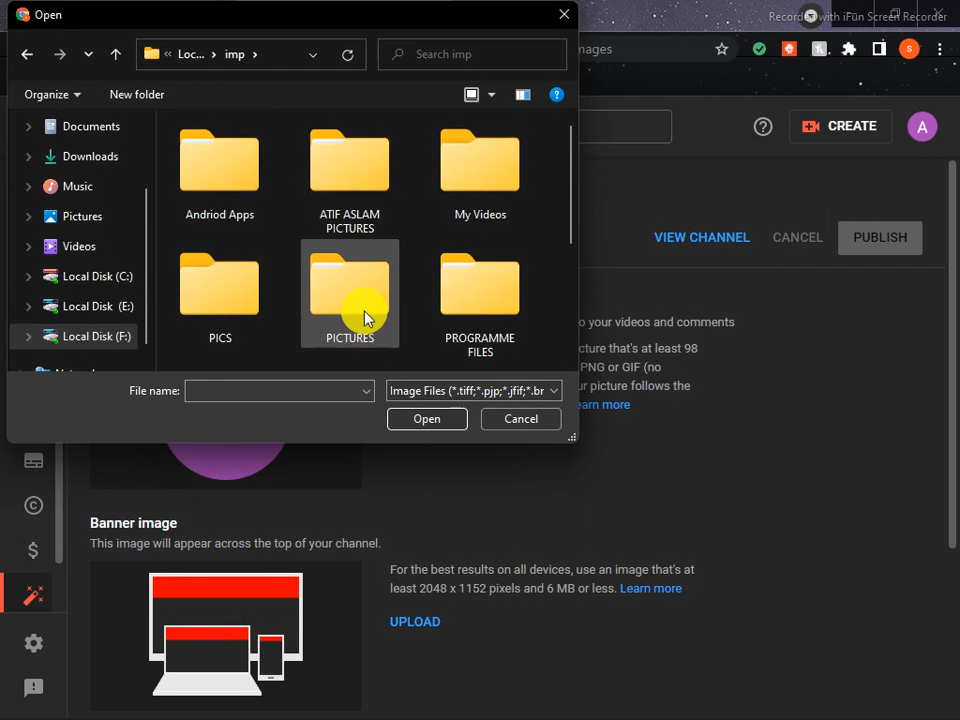 Open
Recorded with iFun Screen Recorder
Loc... > imp >
Search imp
mages
S
Organize
New folder
Documents
Downloads
Music
Pictures
Videos
Local Disk (C:)
Local Disk (E:)
Local Disk (F:)
Andriod Apps
ATIF ASLAM
PICTURES
My Videos
PICS
PICTURES
PROGRAMME
FILES
File name:
Image Files (*.tiff;*.pjp;*.jfif;*.br
Open
Cancel
CREATE
A
VIEW CHANNEL
CANCEL
PUBLISH
o your videos and comments
cture that's at least 98
PNG or GIF (no
ur picture follows the
earn more
Banner image
This image will appear across the top of your channel.
For the best results on all devices, use an image that's at
least 2048 x 1152 pixels and 6 MB or less. Learn more
UPLOAD